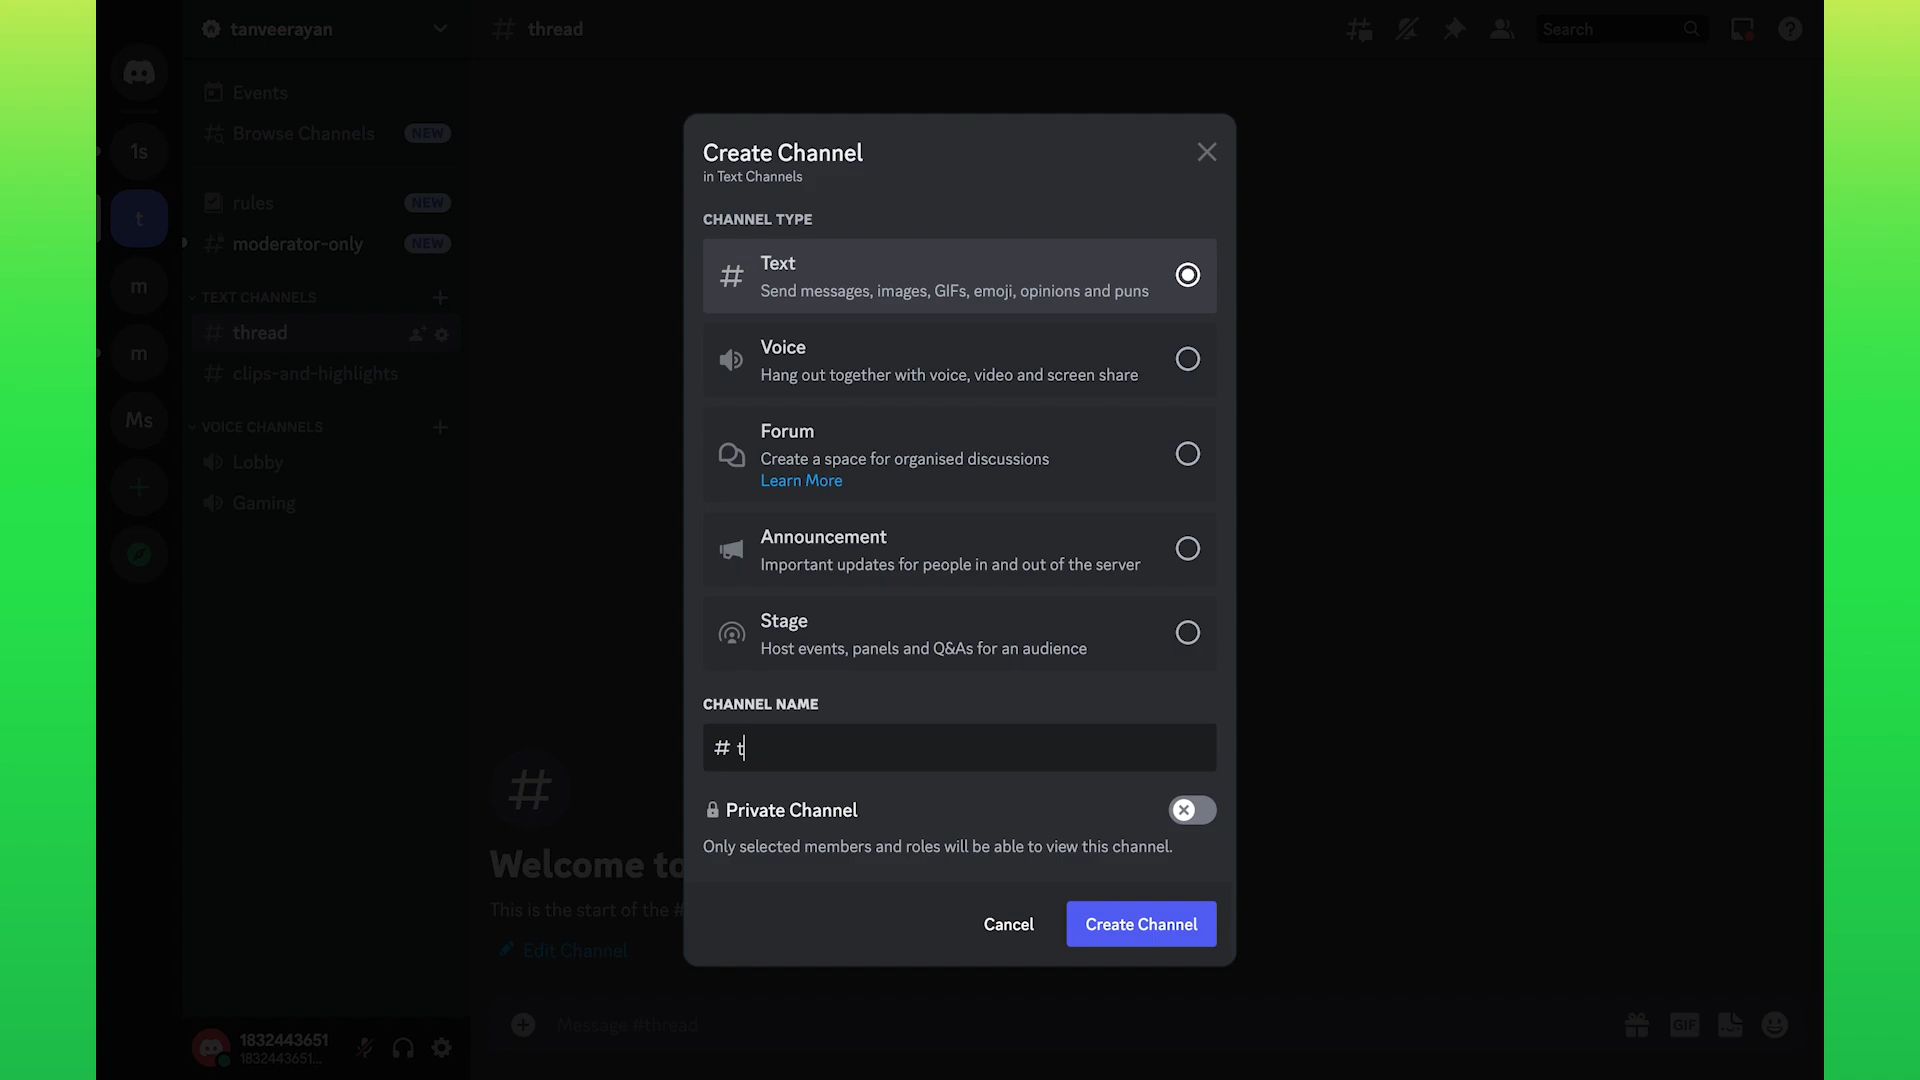 tanveerayan
thread
Search
Events
Browse Channels NEW
1s
rules NEW
t
moderator-only NEW
m
TEXT CHANNELS
thread
m
clips-and-highlights
Ms
VOICE CHANNELS
Lobby
Gaming
Create Channel
in Text Channels
CHANNEL TYPE
Text
Send messages, images, GIFs, emoji, opinions and puns
Voice
Hang out together with voice, video and screen share
Forum
Create a space for organised discussions
Learn More
Announcement
Important updates for people in and out of the server
Stage
Host events, panels and Q&As for an audience
CHANNEL NAME
# t
Private Channel
Only selected members and roles will be able to view this channel.
Cancel
Create Channel
Welcome to
This is the start of the #
Edit Channel
Message #thread
GIF
1832443651
1832443651...